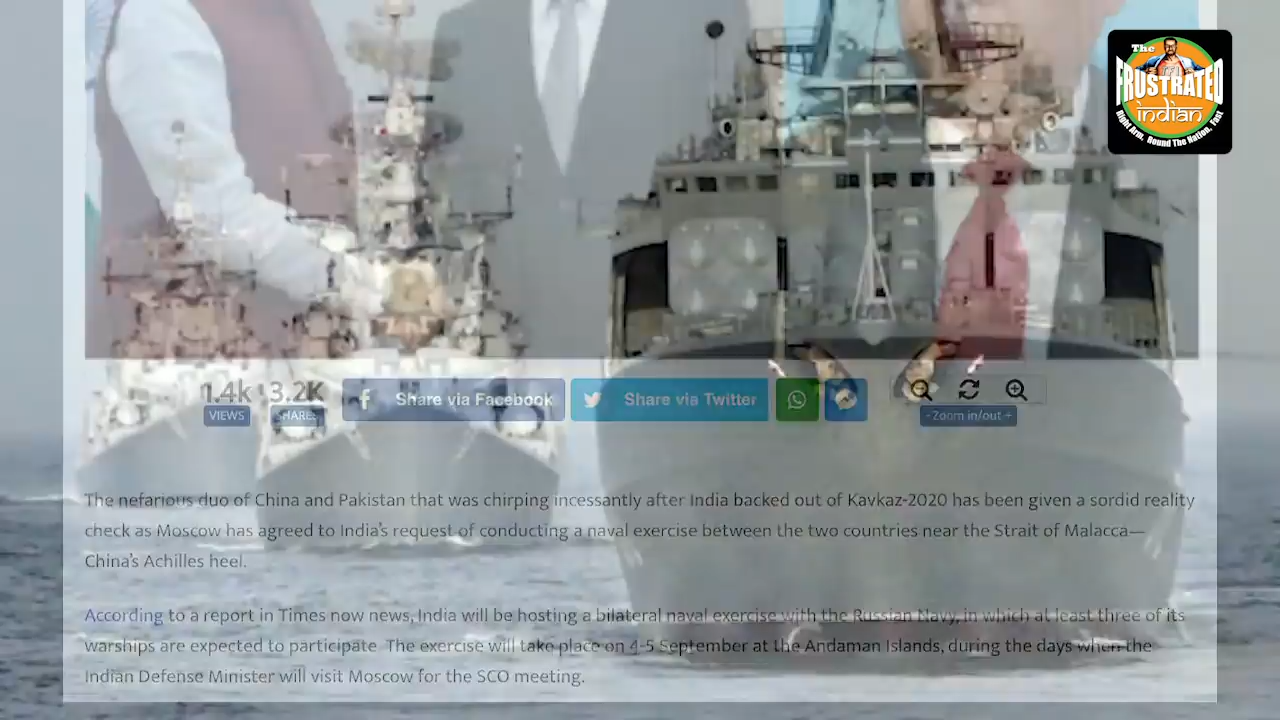 The
FRUSTRATED
indian
Right Arm. Round The Nation. Fast
1.4k 3.2K
VIEWS SHARES
Share via Facebook
Share via Twitter
- Zoom in/out +
The nefarious duo of China and Pakistan that was chirping incessantly after India backed out of Kavkaz-2020 has been given a sordid reality
check as Moscow has agreed to India's request of conducting a naval exercise between the two countries near the Strait of Malacca—
China's Achilles heel.
According to a report in Times now news, India will be hosting a bilateral naval exercise with the Russian Navy, in which at least three of its
warships are expected to participate The exercise will take place on 4-5 September at the Andaman Islands, during the days when the
Indian Defense Minister will visit Moscow for the SCO meeting.